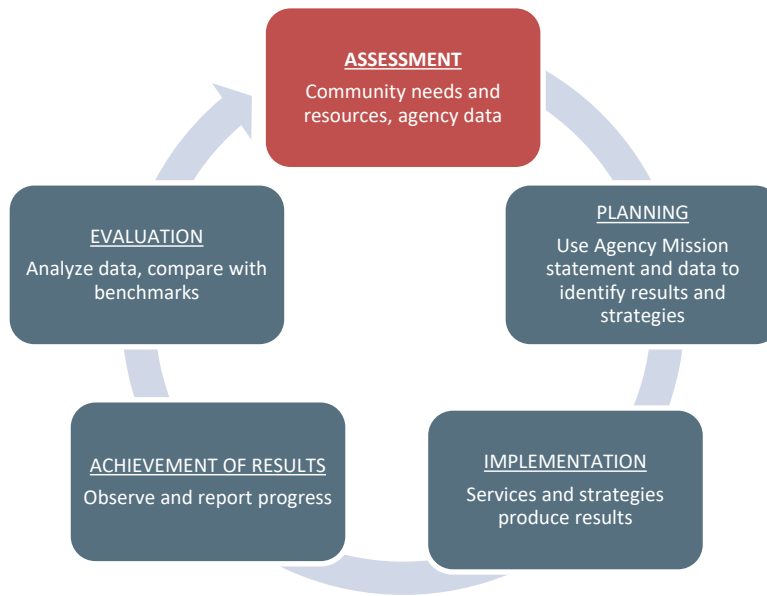 ASSESSMENT
Community needs and
resources, agency data
PLANNING
Use Agency Mission
statement and data to
identify results and
strategies
IMPLEMENTATION
Services and strategies
produce results
ACHIEVEMENT OF RESULTS
Observe and report progress
EVALUATION
Analyze data, compare with
benchmarks